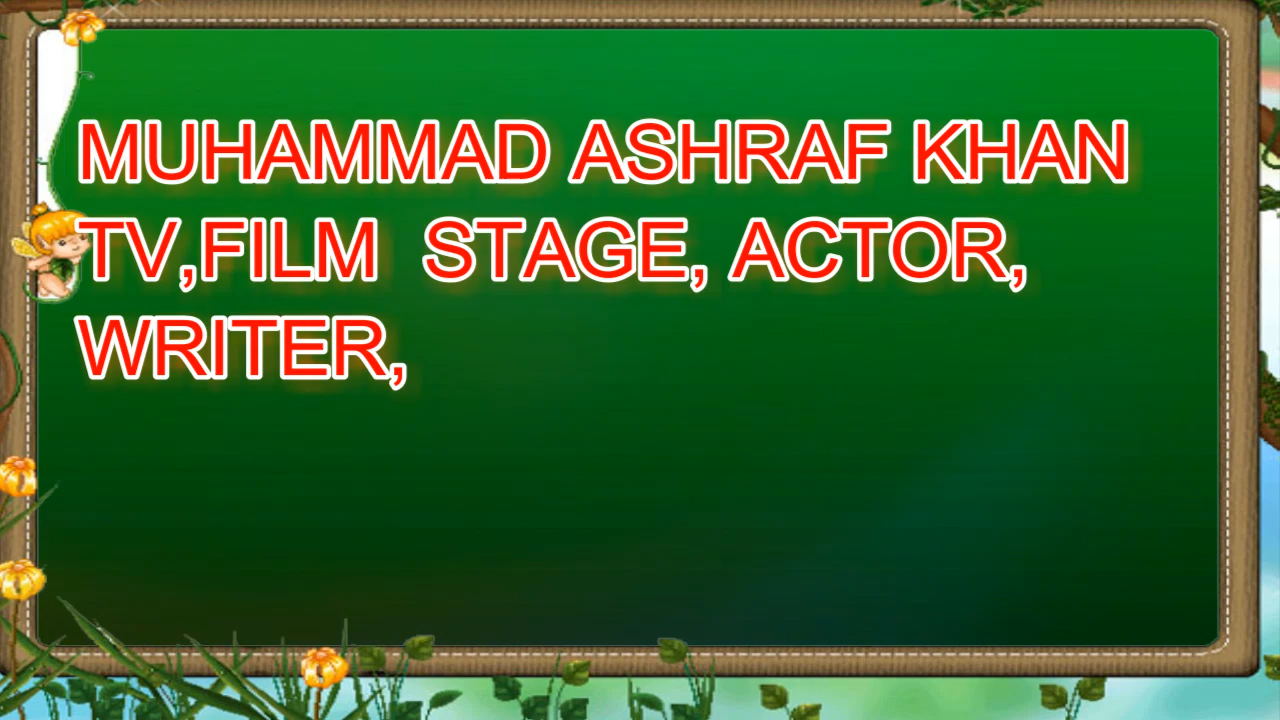 MUHAMMAD ASHRAF KHAN
TV,FILM  STAGE, ACTOR,
WRITER,